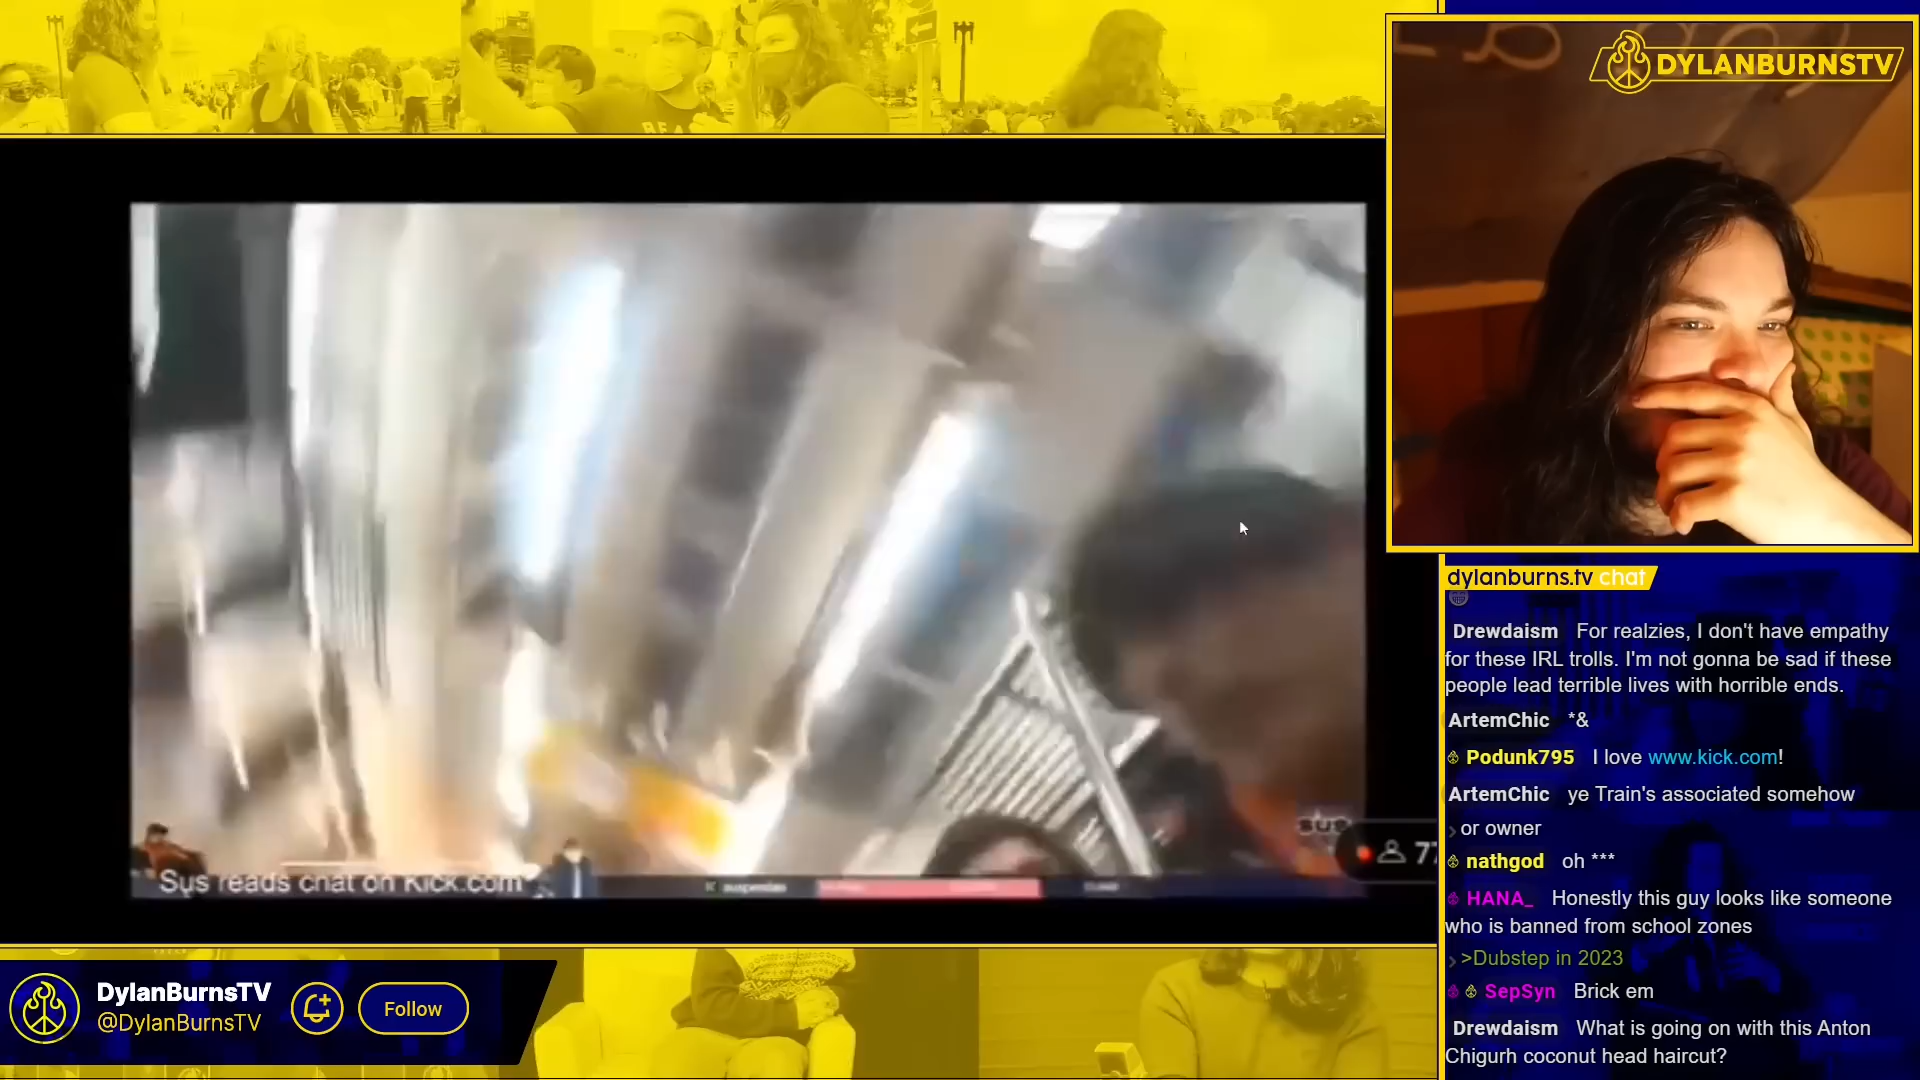 DYLANBURNSTV
sus
77
Sus reads chat on Kick.com
DylanBurnsTV
@DylanBurnsTV
Follow
dylanburns.tv chat
Drewdaism For realzies, I don't have empathy
for these IRL trolls. I'm not gonna be sad if these
people lead terrible lives with horrible ends.
ArtemChic *&
Podunk795 I love www.kick.com!
ArtemChic ye Train's associated somehow
or owner
nathgod oh ***
HANA_ Honestly this guy looks like someone
who is banned from school zones
>Dubstep in 2023
SepSyn Brick em
Drewdaism What is going on with this Anton
Chigurh coconut head haircut?